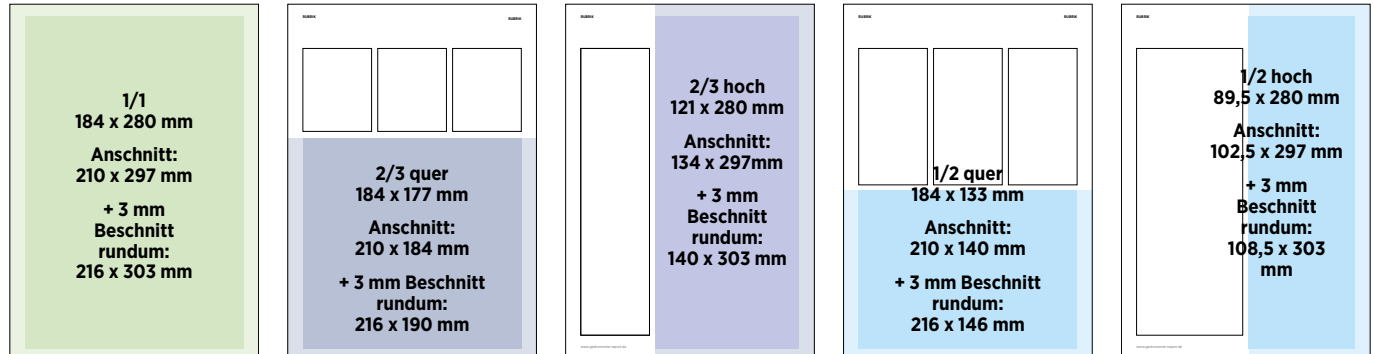 1/1
184 x 280 mm
Anschnitt:
210 x 297 mm
+ 3 mm
Beschnitt
rundum:
216 x 303 mm
RUBRIK
RUBRIK
2/3 quer
184 x 177 mm
Anschnitt:
210 x 184 mm
+ 3 mm Beschnitt
rundum:
216 x 190 mm
RUBRIK
2/3 hoch
121 x 280 mm
Anschnitt:
134 x 297mm
+ 3 mm
Beschnitt
rundum:
140 x 303 mm
RUBRIK
RUBRIK
1/2 quer
184 x 133 mm
Anschnitt:
210 x 140 mm
+ 3 mm Beschnitt
rundum:
216 x 146 mm
RUBRIK
1/2 hoch
89,5 x 280 mm
Anschnitt:
102,5 x 297 mm
+ 3 mm
Beschnitt
rundum:
108,5 x 303
mm